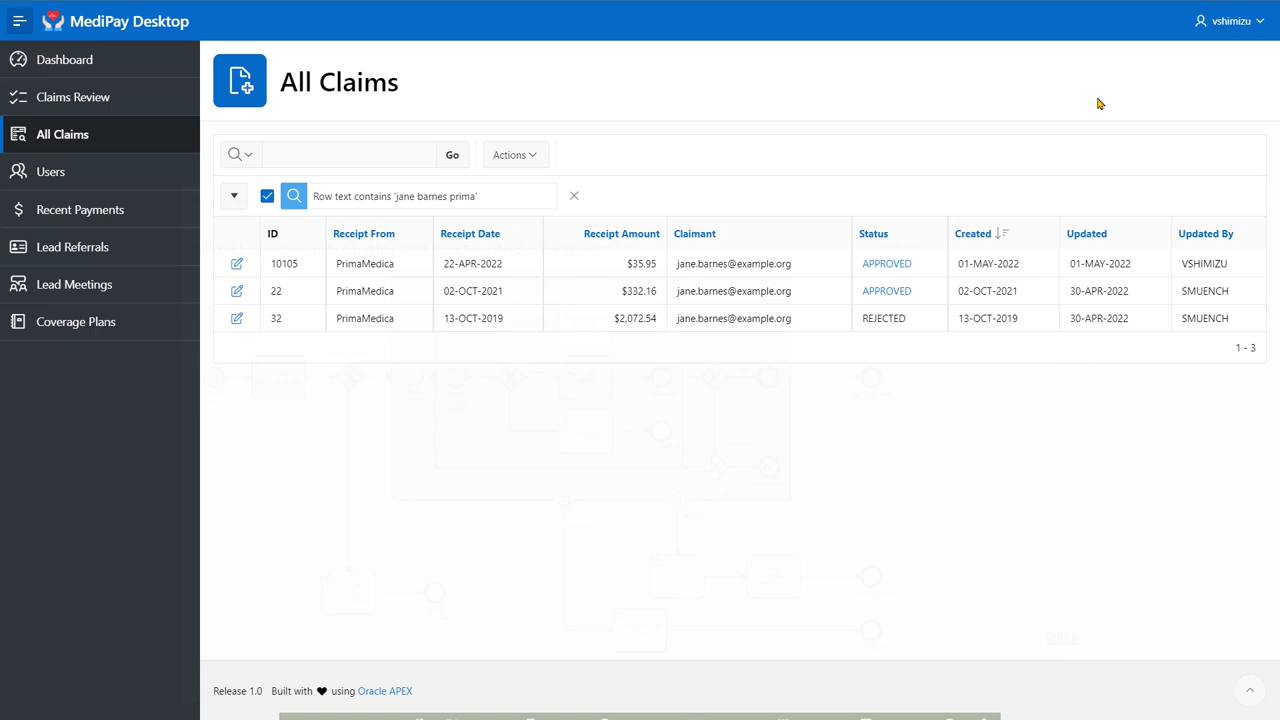 MediPay Desktop
vshimizu
Dashboard
Claims Review
All Claims
Users
Recent Payments
Lead Referrals
Lead Meetings
Coverage Plans
All Claims
Go
Actions
Row text contains 'jane barnes prima'
ID Receipt From Receipt Date Receipt Amount Claimant Status Created Updated Updated By
10105 PrimaMedica 22-APR-2022 $35.95 jane.barnes@example.org APPROVED 01-MAY-2022 01-MAY-2022 VSHIMIZU
22 PrimaMedica 02-OCT-2021 $332.16 jane.barnes@example.org APPROVED 02-OCT-2021 30-APR-2022 SMUENCH
32 PrimaMedica 13-OCT-2019 $2,072.54 jane.barnes@example.org REJECTED 13-OCT-2019 30-APR-2022 SMUENCH
1 - 3
Release 1.0 Built with ♥ using Oracle APEX